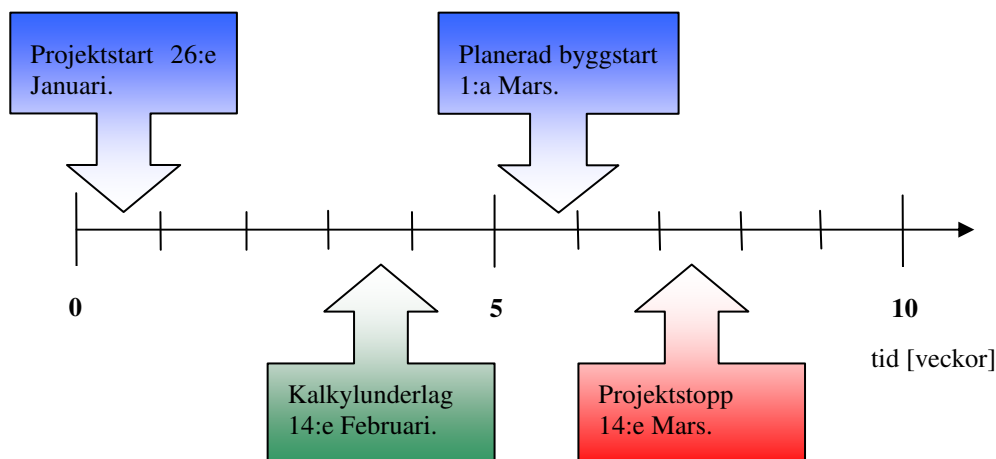 Projektstart 26:e
Januari.
Planerad byggstart
1:a Mars.
0
5
10
tid [veckor]
Kalkylunderlag
14:e Februari.
Projektstopp
14:e Mars.